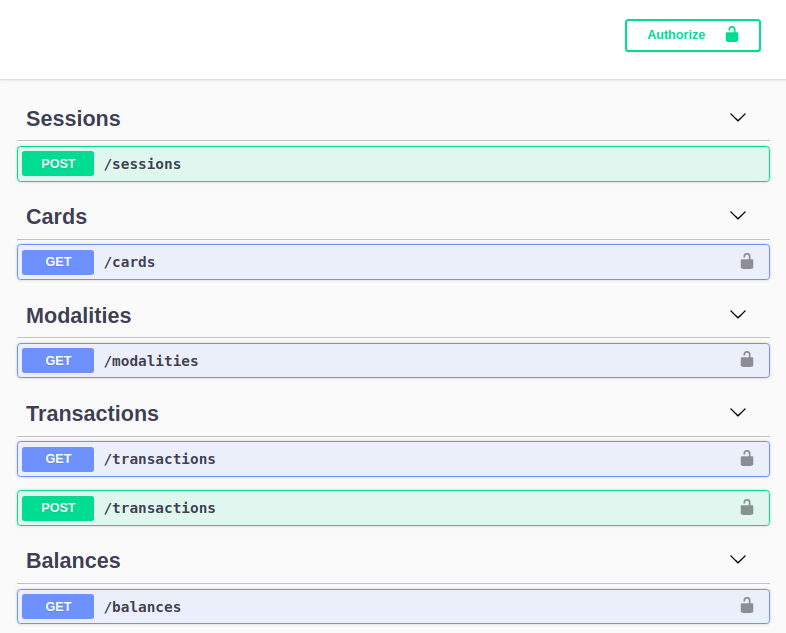 Authorize
Sessions
POST /sessions
Cards
GET /cards
Modalities
GET /modalities
Transactions
GET /transactions
POST /transactions
Balances
GET /balances